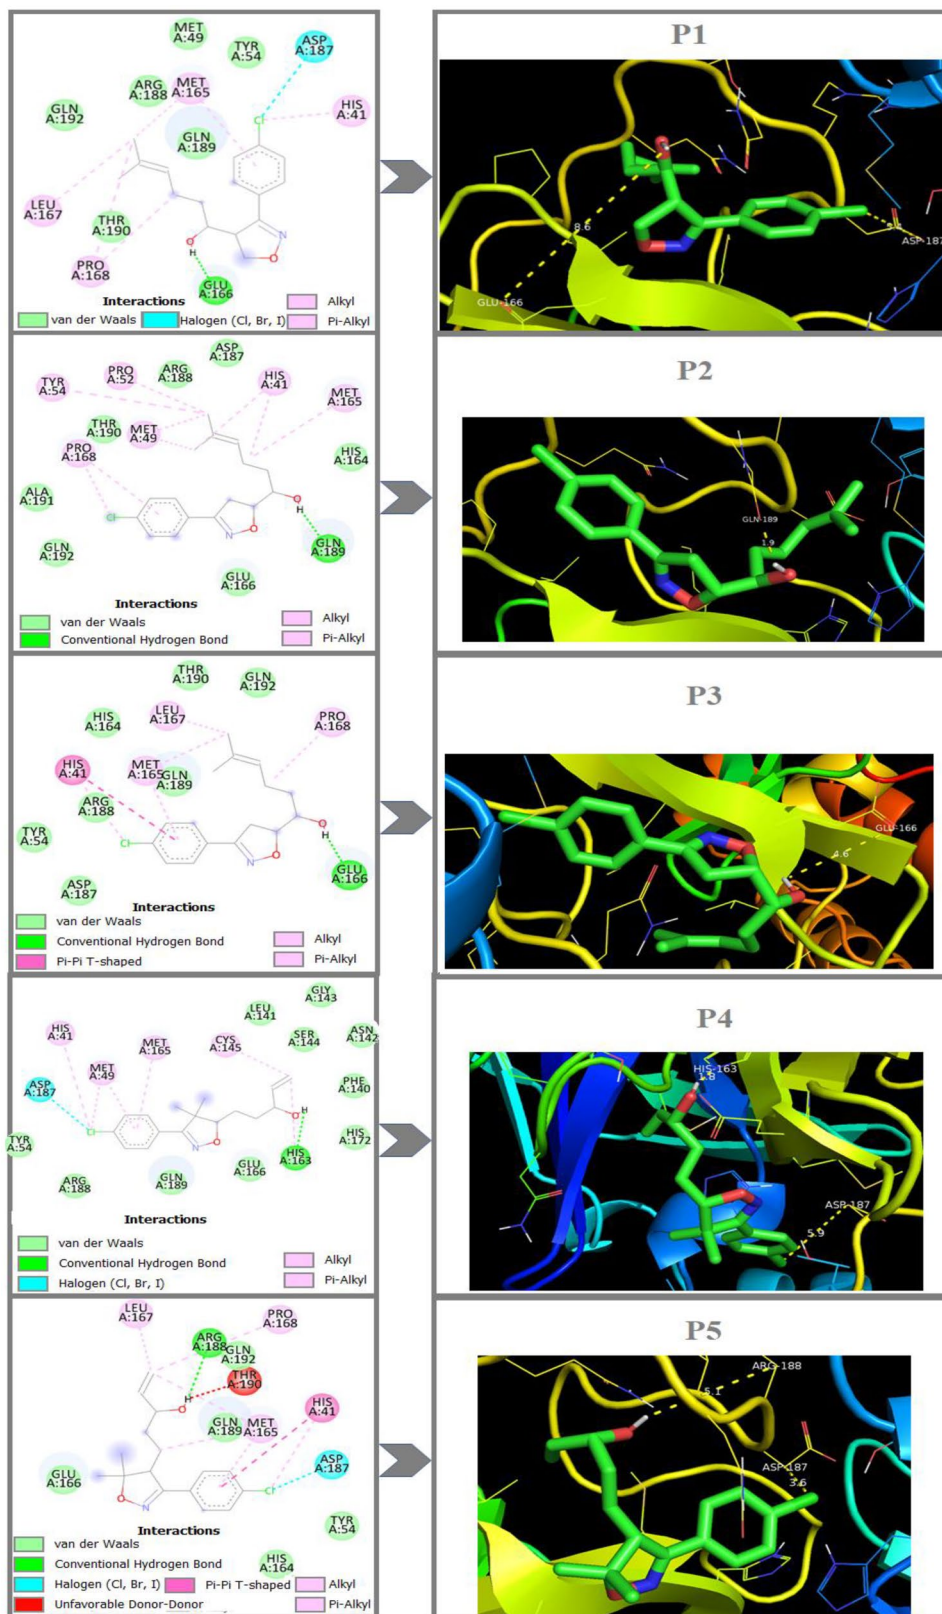 MET
A:49
TYR
A:54
ASP
A:187
ARG
A:188
MET
A:165
HIS
A:41
GLN
A:192
GLN
A:189
Cl
LEU
A:167
THR
A:190
N
O
O
H
PRO
A:168
GLU
A:166
Interactions
Alkyl
van der Waals
Halogen (Cl, Br, I)
Pi-Alkyl
P1
8.6
GLU-166
ASP-187
TYR
A:54
PRO
A:52
ARG
A:188
ASP
A:187
HIS
A:41
MET
A:165
THR
A:190
MET
A:49
PRO
A:168
HIS
A:164
ALA
A:191
Cl
N
O
O
H
GLN
A:192
GLN
A:189
GLU
A:166
Interactions
van der Waals
Alkyl
Conventional Hydrogen Bond
Pi-Alkyl
P2
GLN-189
1.9
THR
A:190
GLN
A:192
LEU
A:167
PRO
A:168
HIS
A:164
HIS
A:41
MET
A:165
GLN
A:189
ARG
A:188
TYR
A:54
Cl
N
O
O
H
ASP
A:187
GLU
A:166
Interactions
van der Waals
Conventional Hydrogen Bond
Alkyl
Pi-Pi T-shaped
Pi-Alkyl
P3
GLU-166
4.6
GLY
A:143
LEU
A:141
HIS
A:41
MET
A:165
CYS
A:145
SER
A:144
ASN
A:142
MET
A:49
ASP
A:187
PHE
A:140
Cl
N
O
O
H
TYR
A:54
HIS
A:172
ARG
A:188
GLN
A:189
GLU
A:166
HIS
A:163
Interactions
van der Waals
Conventional Hydrogen Bond
Alkyl
Halogen (Cl, Br, I)
Pi-Alkyl
P4
HIS-163
1.8
ASP-187
5.9
LEU
A:167
PRO
A:168
ARG
A:188
GLN
A:192
THR
A:190
H
O
HIS
A:41
GLN
A:189
MET
A:165
GLU
A:166
ASP
A:187
Cl
O
N
TYR
A:54
Interactions
HIS
A:164
van der Waals
Conventional Hydrogen Bond
Halogen (Cl, Br, I)
Pi-Pi T-shaped
Alkyl
Unfavorable Donor-Donor
Pi-Alkyl
P5
ARG-188
5.1
ASP-187
3.6